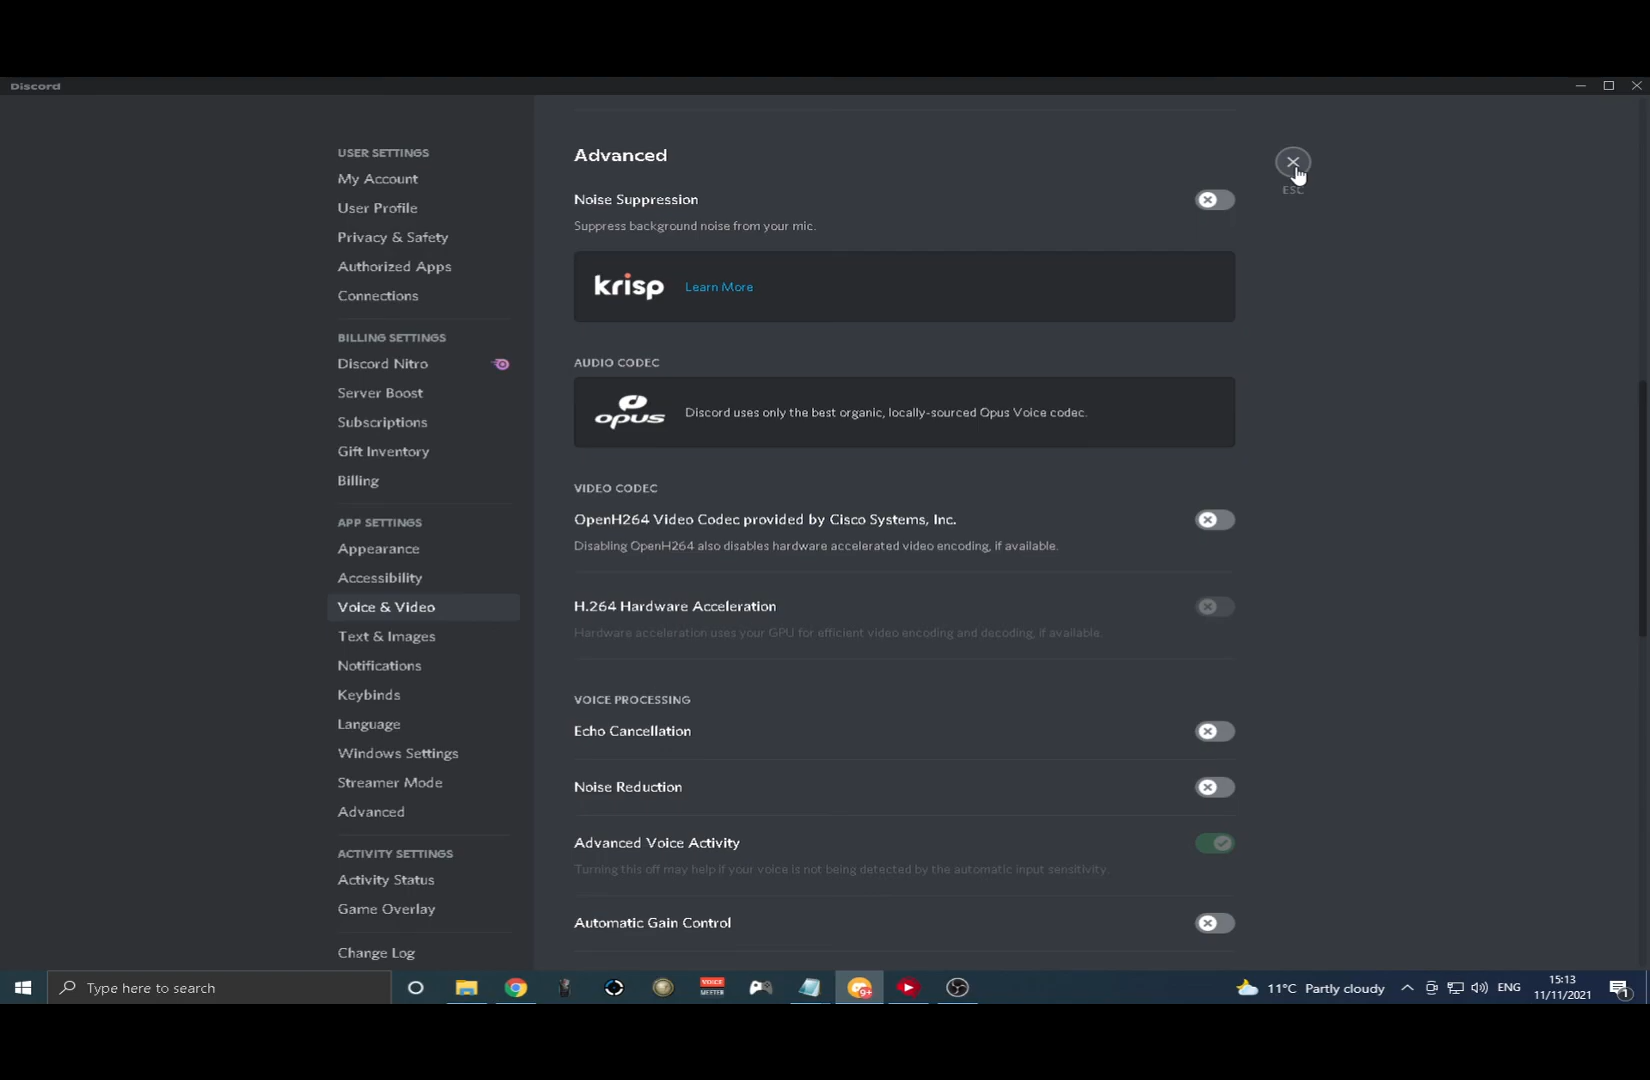 Discord
USER SETTINGS
My Account
User Profile
Privacy & Safety
Authorized Apps
Connections
BILLING SETTINGS
Discord Nitro
Server Boost
Subscriptions
Gift Inventory
Billing
APP SETTINGS
Appearance
Accessibility
Voice & Video
Text & Images
Notifications
Keybinds
Language
Windows Settings
Streamer Mode
Advanced
ACTIVITY SETTINGS
Activity Status
Game Overlay
Change Log
Advanced
ESC
Noise Suppression
Suppress background noise from your mic.
krisp Learn More
AUDIO CODEC
opus Discord uses only the best organic, locally-sourced Opus Voice codec.
VIDEO CODEC
OpenH264 Video Codec provided by Cisco Systems, Inc.
Disabling OpenH264 also disables hardware accelerated video encoding, if available.
H.264 Hardware Acceleration
Hardware acceleration uses your GPU for efficient video encoding and decoding, if available.
VOICE PROCESSING
Echo Cancellation
Noise Reduction
Advanced Voice Activity
Turning this off may help if your voice is not being detected by the automatic input sensitivity.
Automatic Gain Control
Type here to search
VOICE
MEETER
9+
11°C Partly cloudy
ENG
15:13
11/11/2021
1